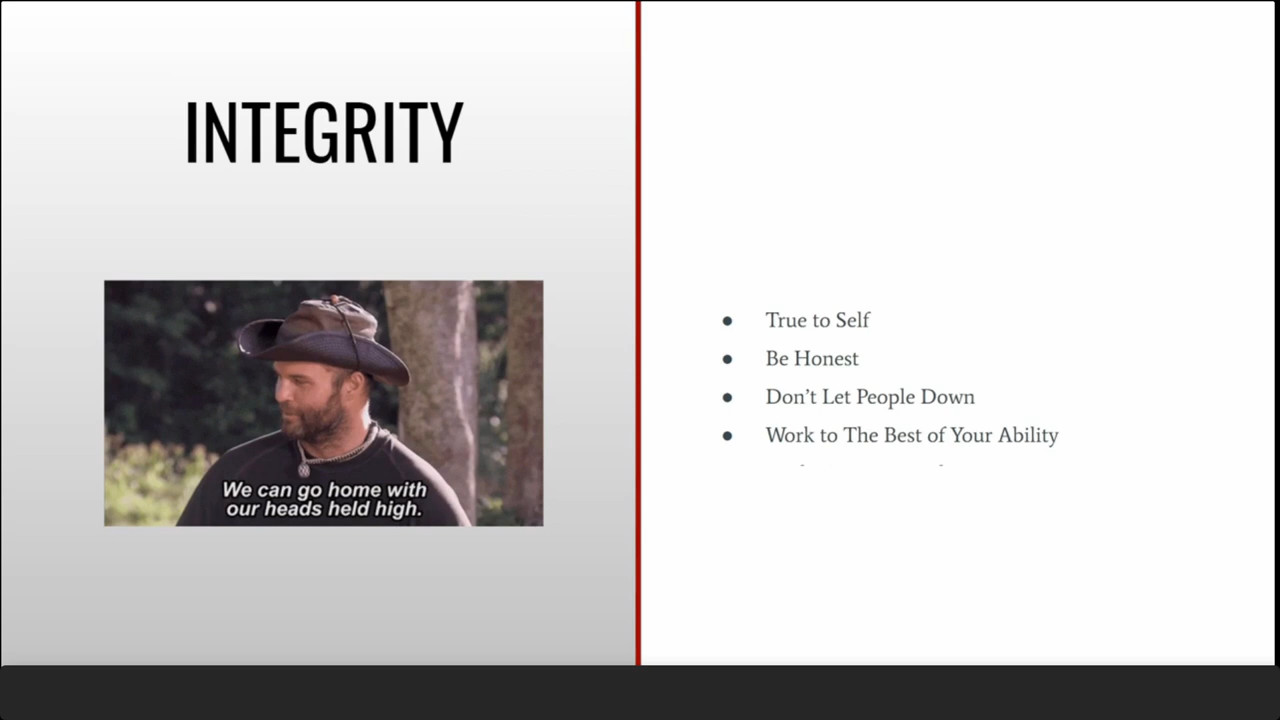 INTEGRITY
We can go home with
our heads held high.
● True to Self
● Be Honest
● Don’t Let People Down
● Work to The Best of Your Ability